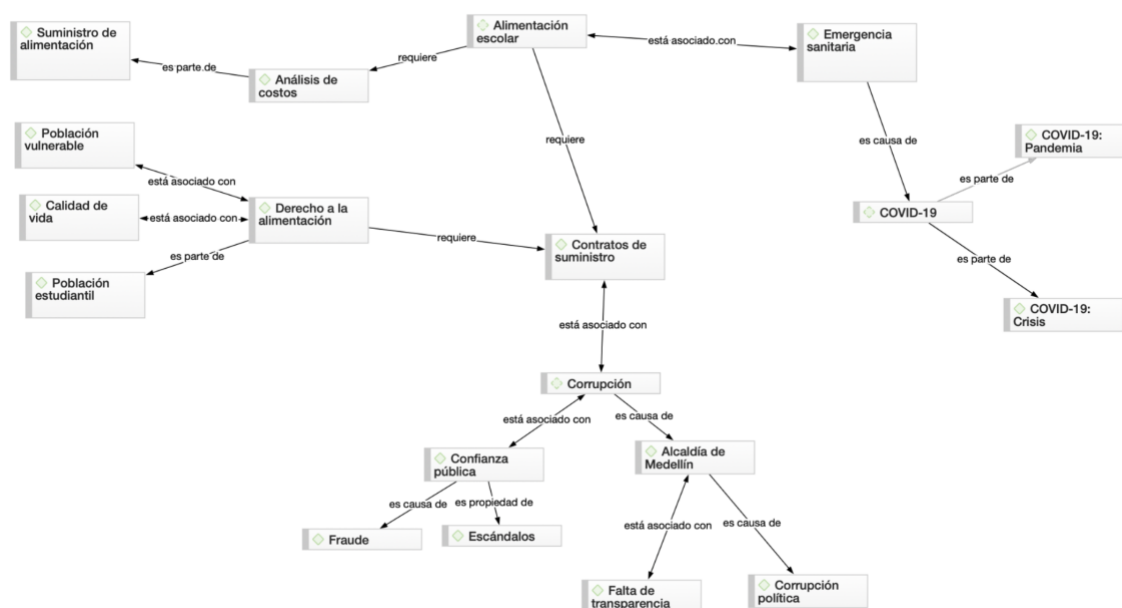 Suministro de
alimentación
Alimentación
escolar
Emergencia
sanitaria
está asociado con
requiere
es parte de
Análisis de
costos
Población
vulnerable
requiere
es causa de
COVID-19:
Pandemia
está asociado con
es parte de
Calidad de
vida
está asociado con
Derecho a la
alimentación
COVID-19
requiere
Contratos de
suministro
es parte de
es parte de
Población
estudiantil
COVID-19:
Crisis
está asociado con
Corrupción
está asociado con
es causa de
Confianza
pública
Alcaldía de
Medellín
es causa de
es propiedad de
está asociado con
es causa de
Fraude
Escándalos
Falta de
transparencia
Corrupción
política